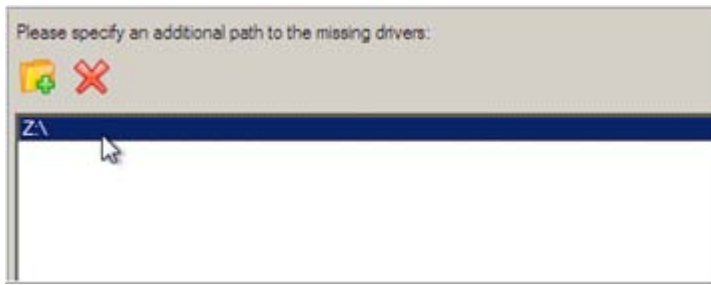 Please specify an additional path to the missing drivers:
Z:\